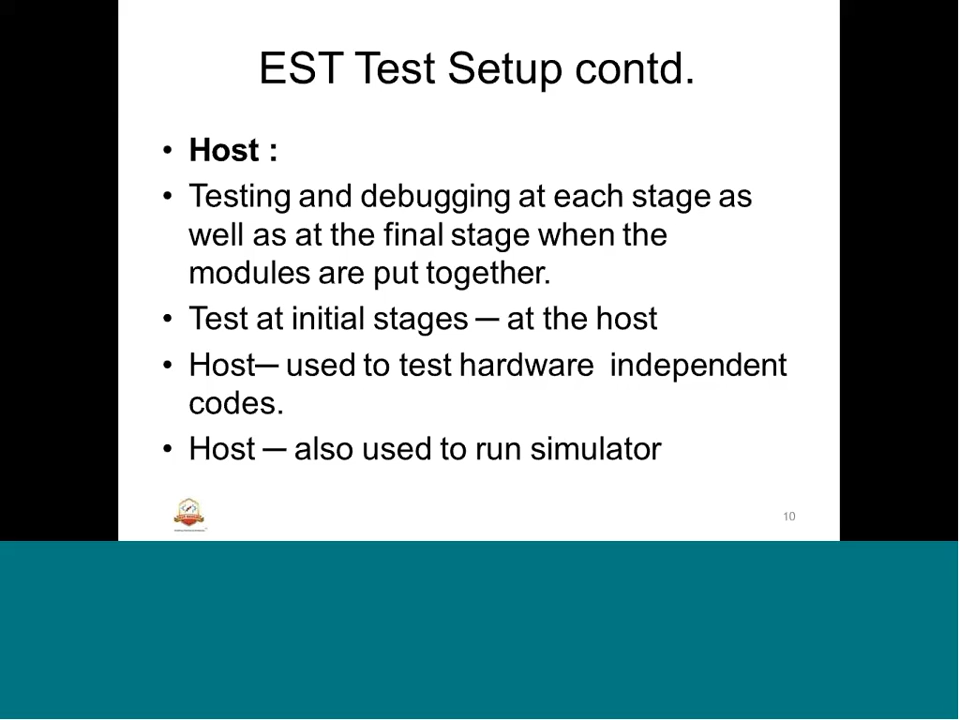 EST Test Setup contd.
• Host :
• Testing and debugging at each stage as
well as at the final stage when the
modules are put together.
• Test at initial stages ─ at the host
• Host─ used to test hardware  independent
codes.
• Host ─ also used to run simulator
10